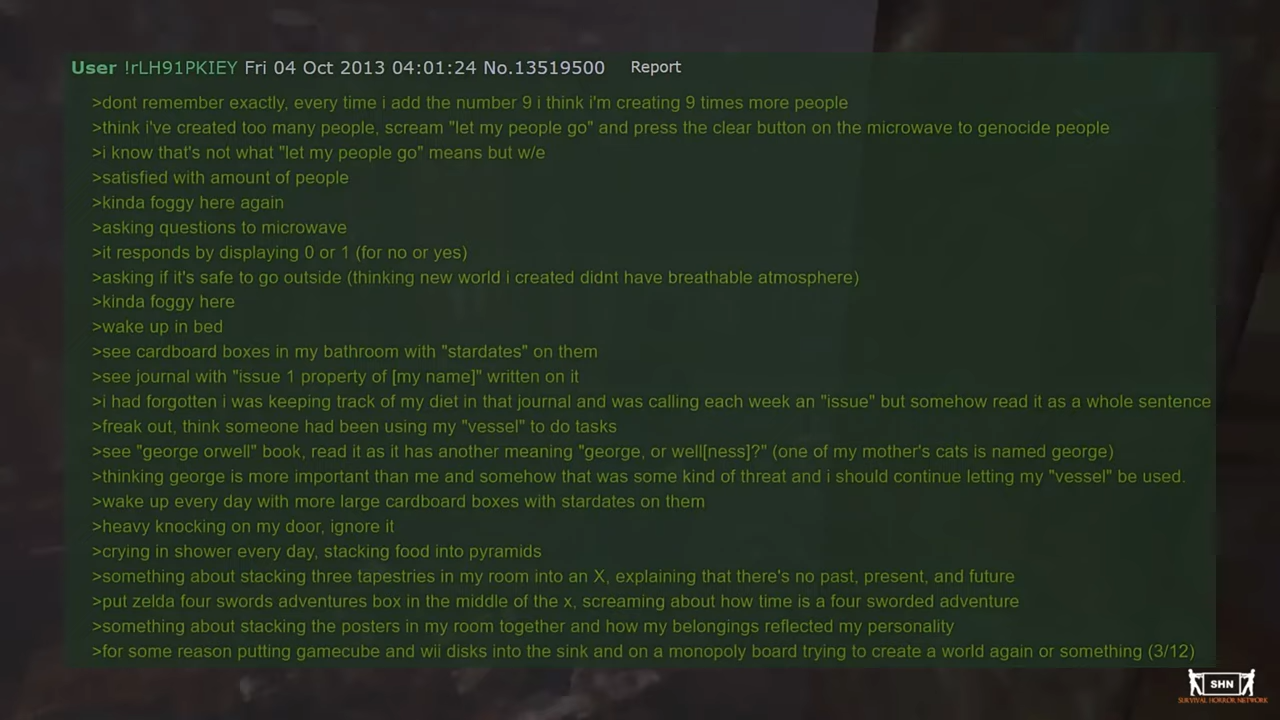 User !rLH91PKIEY Fri 04 Oct 2013 04:01:24 No.13519500 Report
>dont remember exactly, every time i add the number 9 i think i'm creating 9 times more people
>think i've created too many people, scream "let my people go" and press the clear button on the microwave to genocide people
>i know that's not what "let my people go" means but w/e
>satisfied with amount of people
>kinda foggy here again
>asking questions to microwave
>it responds by displaying 0 or 1 (for no or yes)
>asking if it's safe to go outside (thinking new world i created didnt have breathable atmosphere)
>kinda foggy here
>wake up in bed
>see cardboard boxes in my bathroom with "stardates" on them
>see journal with "issue 1 property of [my name]" written on it
>i had forgotten i was keeping track of my diet in that journal and was calling each week an "issue" but somehow read it as a whole sentence
>freak out, think someone had been using my "vessel" to do tasks
>see "george orwell" book, read it as it has another meaning "george, or well[ness]?" (one of my mother's cats is named george)
>thinking george is more important than me and somehow that was some kind of threat and i should continue letting my "vessel" be used.
>wake up every day with more large cardboard boxes with stardates on them
>heavy knocking on my door, ignore it
>crying in shower every day, stacking food into pyramids
>something about stacking three tapestries in my room into an X, explaining that there's no past, present, and future
>put zelda four swords adventures box in the middle of the x, screaming about how time is a four sworded adventure
>something about stacking the posters in my room together and how my belongings reflected my personality
>for some reason putting gamecube and wii disks into the sink and on a monopoly board trying to create a world again or something (3/12)
SHN
SURVIVAL HORROR NETWORK